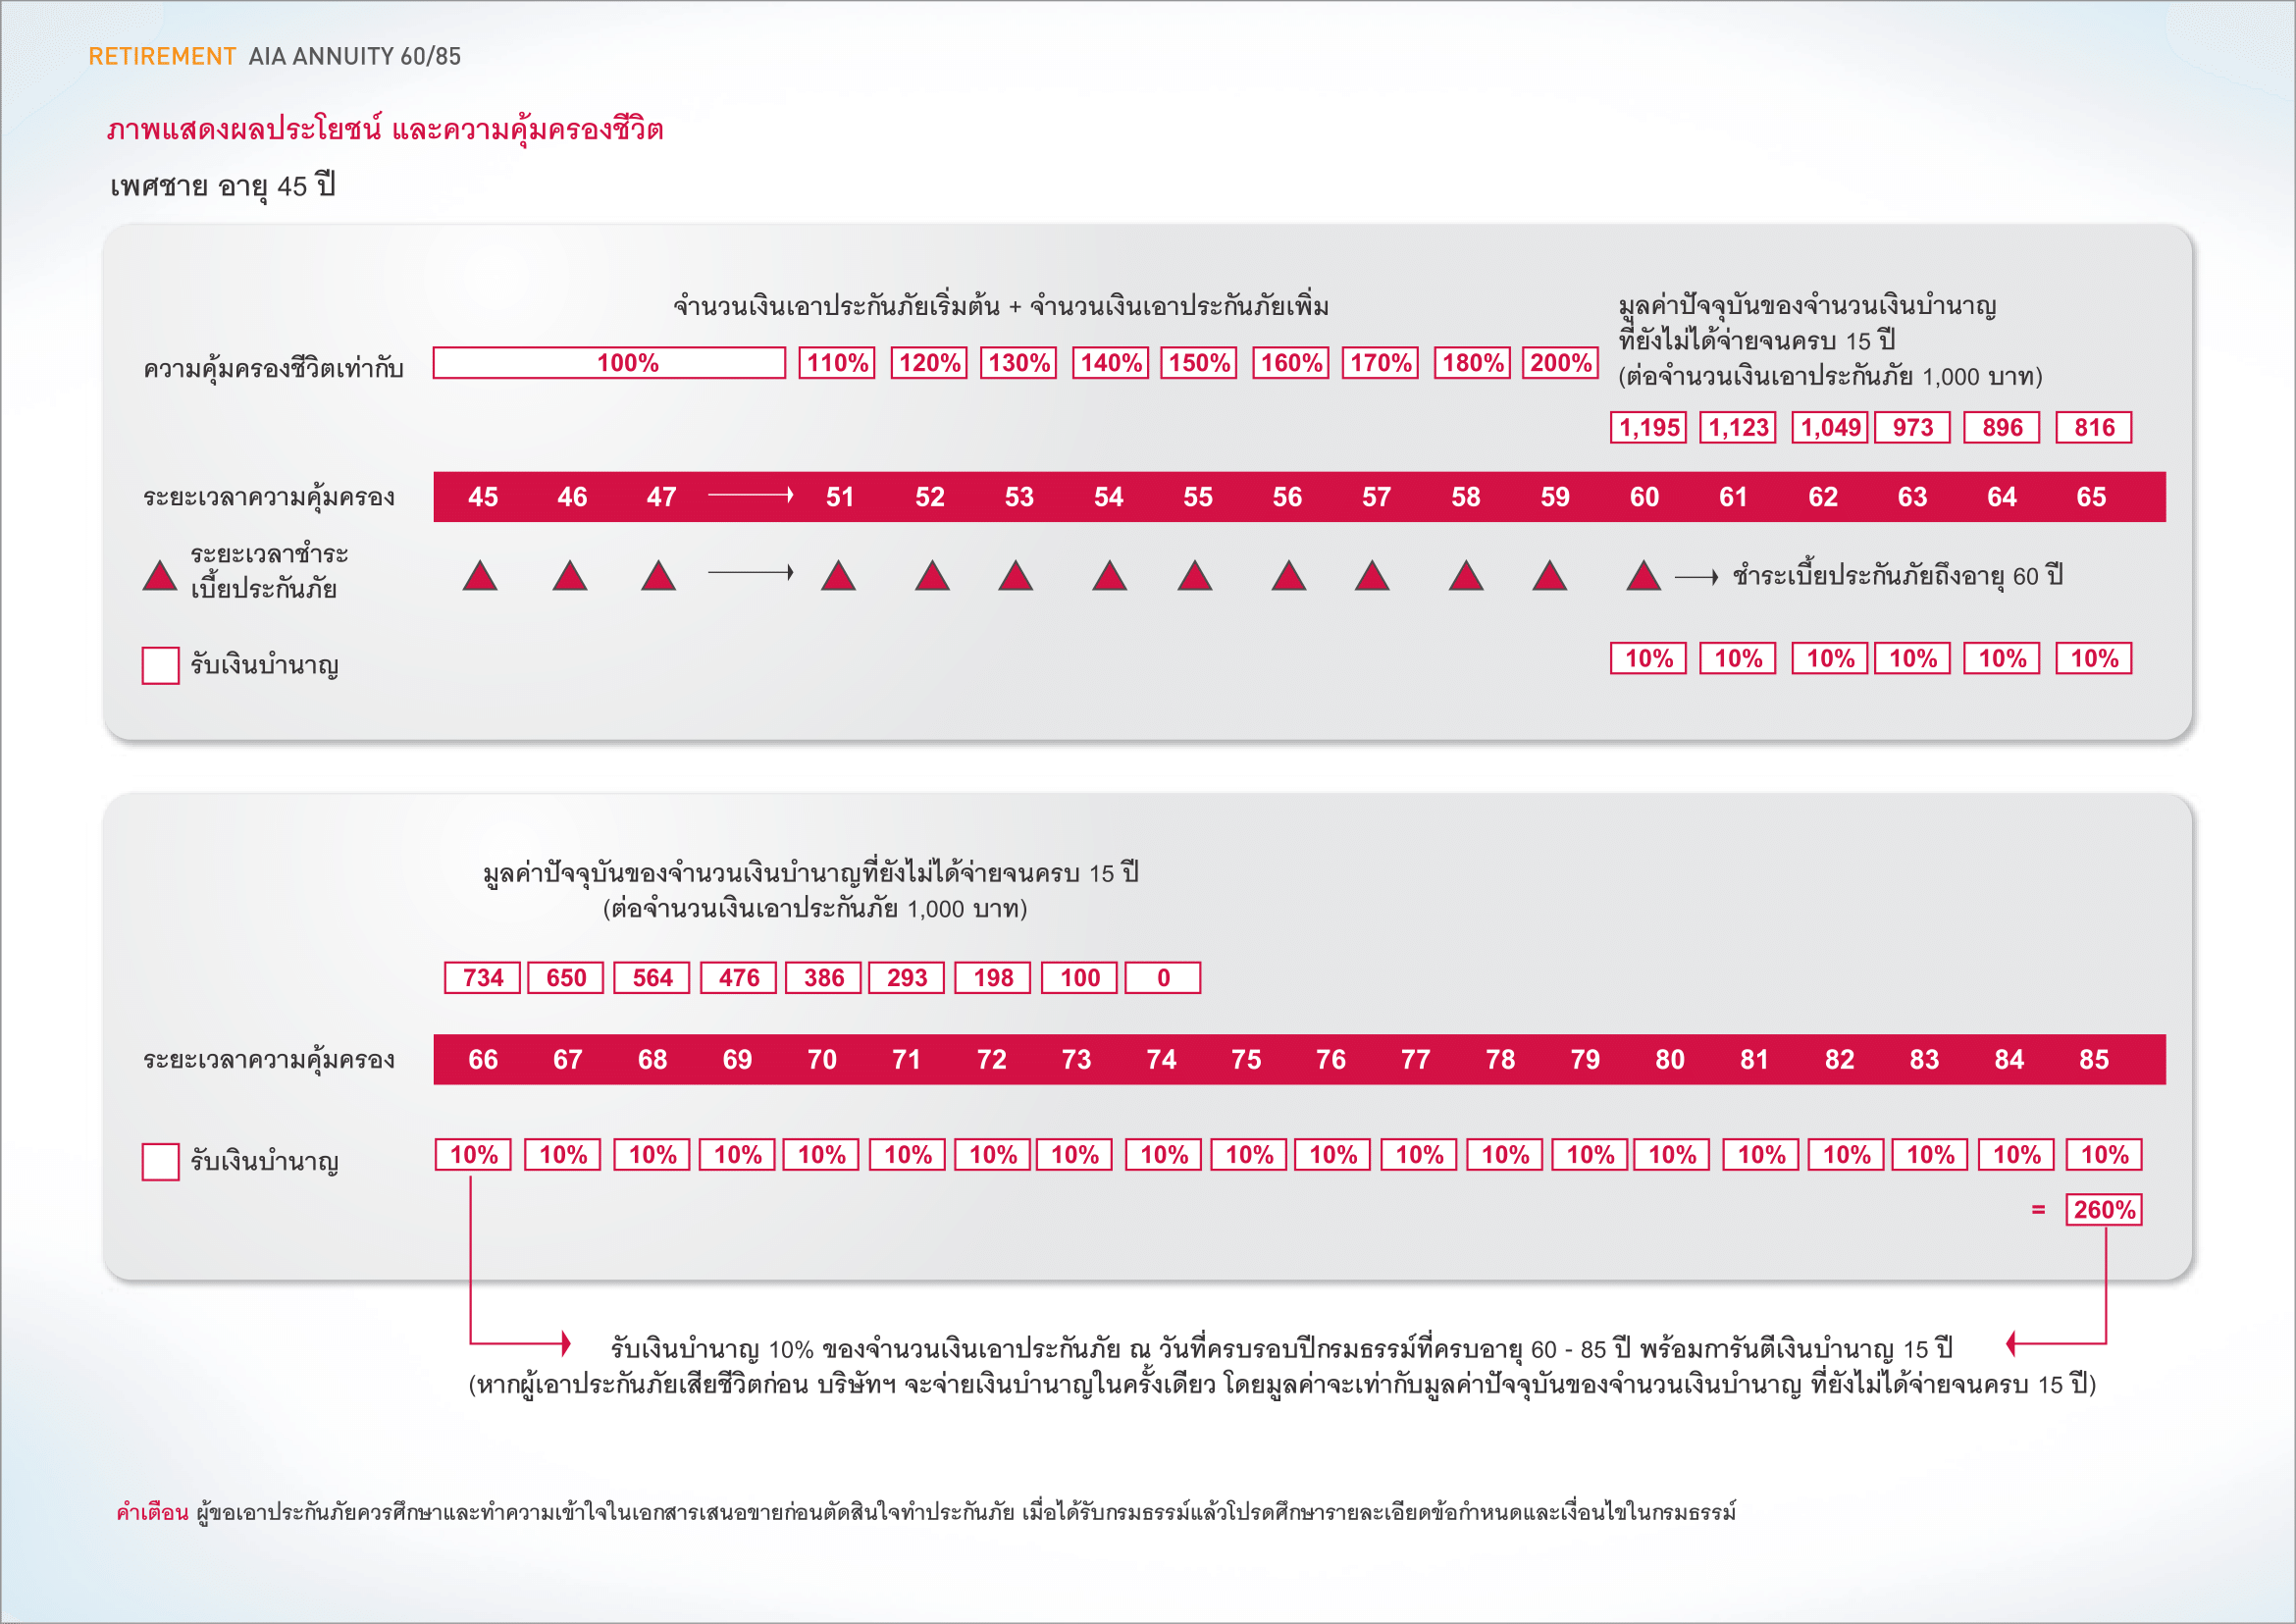 RETIREMENT AIA ANNUITY 60/85
ภาพแสดงผลประโยชน์ และความคุ้มครองชีวิต
เพศชาย อายุ 45 ปี
จำนวนเงินเอาประกันภัยเริ่มต้น + จำนวนเงินเอาประกันภัยเพิ่ม
มูลค่าปัจจุบันของจำนวนเงินบำนาญ
ที่ยังไม่ได้จ่ายจนครบ 15 ปี
(ต่อจำนวนเงินเอาประกันภัย 1,000 บาท)
ความคุ้มครองชีวิตเท่ากับ 100% 110% 120% 130% 140% 150% 160% 170% 180% 200%
1,195 1,123 1,049 973 896 816
ระยะเวลาความคุ้มครอง 45 46 47 51 52 53 54 55 56 57 58 59 60 61 62 63 64 65
ระยะเวลาชำระ
เบี้ยประกันภัย
ชำระเบี้ยประกันภัยถึงอายุ 60 ปี
รับเงินบำนาญ 10% 10% 10% 10% 10% 10%
มูลค่าปัจจุบันของจำนวนเงินบำนาญที่ยังไม่ได้จ่ายจนครบ 15 ปี
(ต่อจำนวนเงินเอาประกันภัย 1,000 บาท)
734 650 564 476 386 293 198 100 0
ระยะเวลาความคุ้มครอง 66 67 68 69 70 71 72 73 74 75 76 77 78 79 80 81 82 83 84 85
รับเงินบำนาญ 10% 10% 10% 10% 10% 10% 10% 10% 10% 10% 10% 10% 10% 10% 10% 10% 10% 10% 10% 10%
= 260%
รับเงินบำนาญ 10% ของจำนวนเงินเอาประกันภัย ณ วันที่ครบรอบปีกรมธรรม์ที่ครบอายุ 60 - 85 ปี พร้อมการันตีเงินบำนาญ 15 ปี
(หากผู้เอาประกันภัยเสียชีวิตก่อน บริษัทฯ จะจ่ายเงินบำนาญในครั้งเดียว โดยมูลค่าจะเท่ากับมูลค่าปัจจุบันของจำนวนเงินบำนาญ ที่ยังไม่ได้จ่ายจนครบ 15 ปี)
คำเตือน ผู้ขอเอาประกันภัยควรศึกษาและทำความเข้าใจในเอกสารเสนอขายก่อนตัดสินใจทำประกันภัย เมื่อได้รับกรมธรรม์แล้วโปรดศึกษารายละเอียดข้อกำหนดและเงื่อนไขในกรมธรรม์